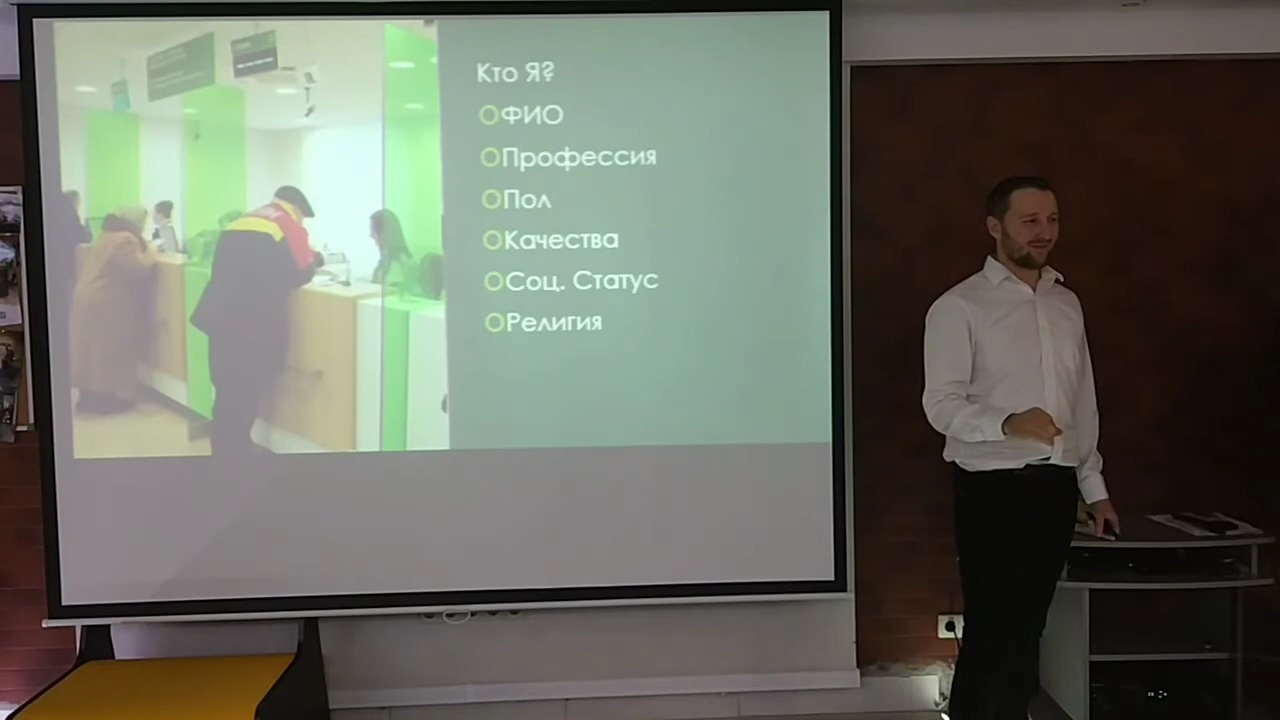 Кто Я?
ФИО
Профессия
Пол
Качества
Соц. Статус
Религия